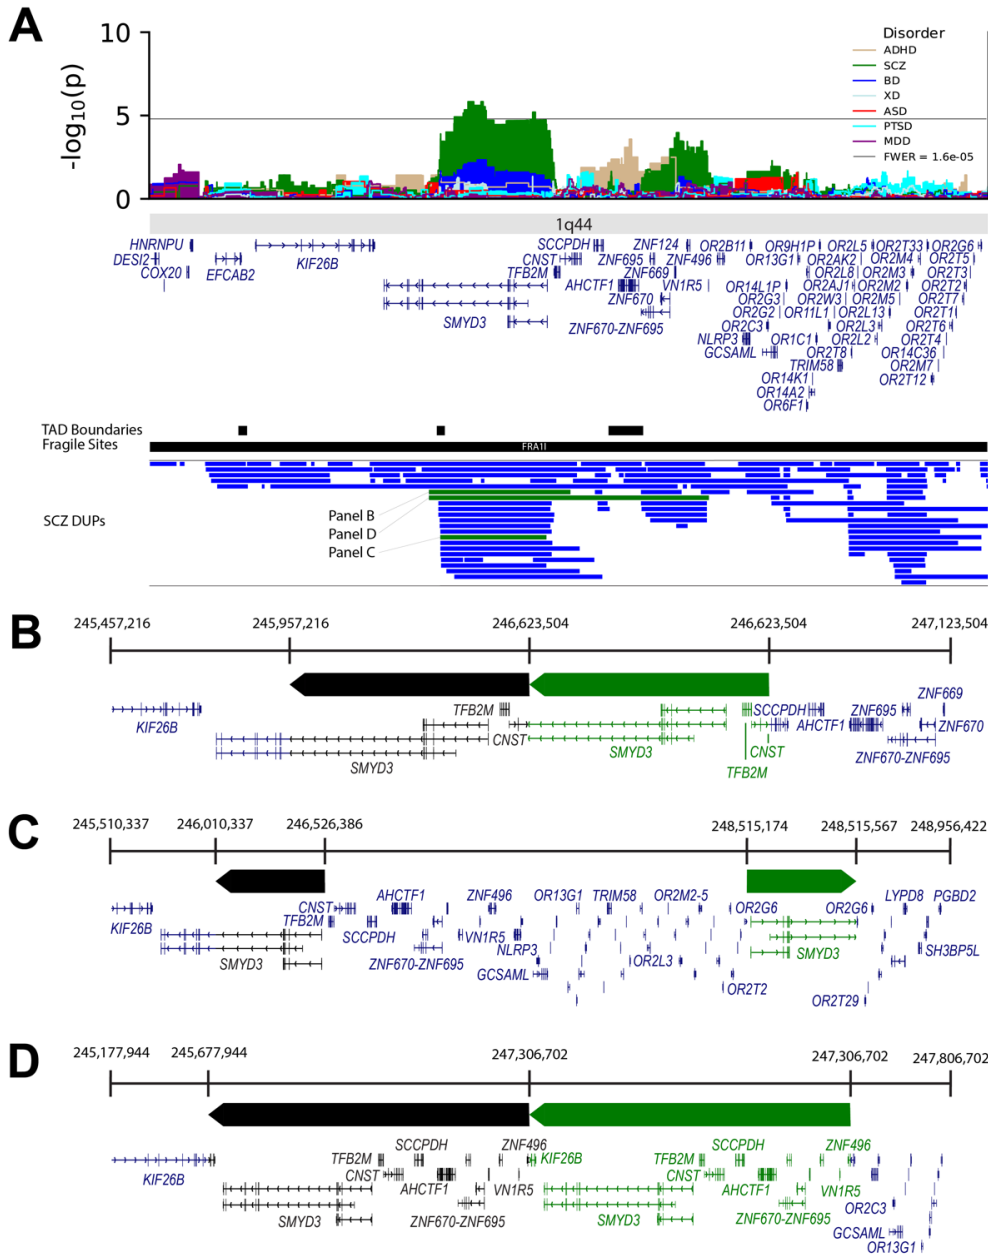 A
10
5
0
-log10(p)
Disorder
ADHD
SCZ
BD
XD
ASD
PTSD
MDD
FWER = 1.6e-05
1q44
HNRNPU
SCCPDH
ZNF124
OR2B11
OR9H1P
OR2L5
OR2T33
OR2G6
DESI2
CNST
ZNF695
ZNF496
OR13G1
OR2AK2
OR2M4
OR2T5
KIF26B
COX20
EFCAB2
TFB2M
ZNF669
OR2L8
OR2M3
OR2T3
AHCTF1
VN1R5
OR14L1P
OR2AJ1
OR2M2
OR2T2
ZNF670
OR2G3
OR2W3
OR2M5
OR2T7
OR2G2
OR11L1
OR2L13
OR2T1
SMYD3
ZNF670-ZNF695
OR2C3
OR2L3
OR2T6
NLRP3
OR1C1
OR2L2
OR2T4
GCSAML
OR2T8
OR14C36
TRIM58
OR2M7
OR14K1
OR2T12
OR14A2
OR6F1
TAD Boundaries
Fragile Sites
FRA1I
SCZ DUPs
Panel B
Panel D
Panel C
B
245,457,216
245,957,216
246,623,504
246,623,504
247,123,504
KIF26B
TFB2M
SCCPDH
ZNF695
ZNF669
AHCTF1
ZNF670
CNST
SMYD3
SMYD3
CNST
ZNF670-ZNF695
TFB2M
C
245,510,337
246,010,337
246,526,386
248,515,174
248,515,567
248,956,422
AHCTF1
ZNF496
OR13G1
TRIM58
OR2M2-5
LYPD8
PGBD2
CNST
OR2G6
OR2G6
KIF26B
TFB2M
SCCPDH
VN1R5
NLRP3
SH3BP5L
SMYD3
ZNF670-ZNF695
OR2L3
SMYD3
GCSAML
OR2T2
OR2T29
D
245,177,944
245,677,944
247,306,702
247,306,702
247,806,702
SCCPDH
ZNF496
SCCPDH
ZNF496
TFB2M
KIF26B
TFB2M
KIF26B
CNST
CNST
AHCTF1
VN1R5
AHCTF1
VN1R5
OR2C3
SMYD3
ZNF670-ZNF695
SMYD3
ZNF670-ZNF695
GCSAML
OR13G1